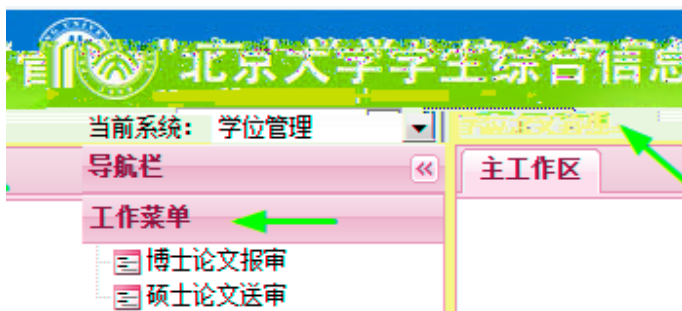 北京大学学生综合信息
当前系统： 学位管理
导航栏
主工作区
工作菜单
博士论文报审
硕士论文送审